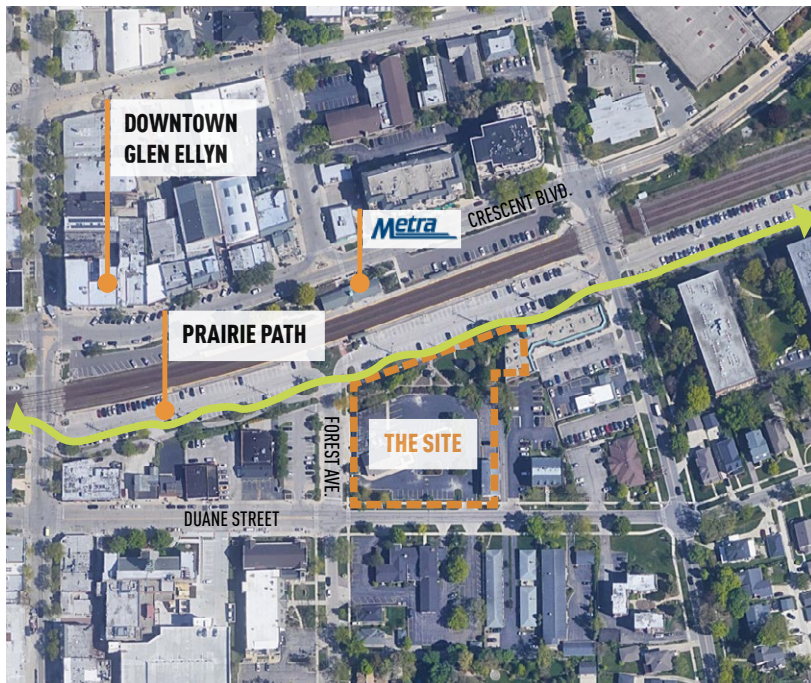 DOWNTOWN
GLEN ELLYN
Metra
CRESCENT BLVD.
PRAIRIE PATH
FOREST AVE.
THE SITE
DUANE STREET